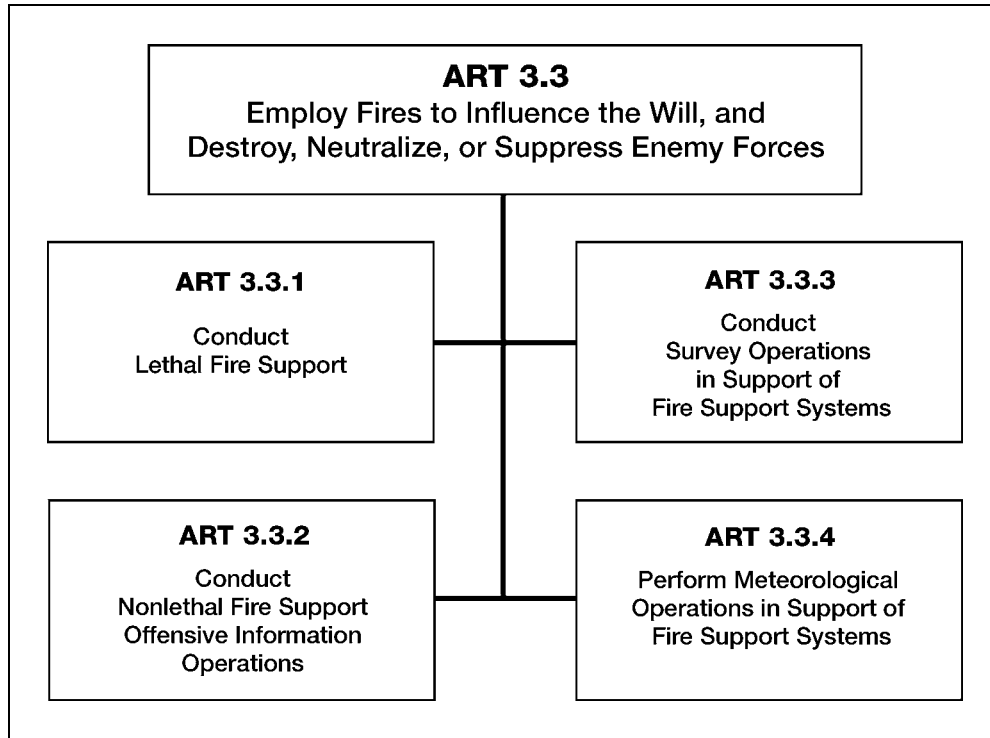 ART 3.3
Employ Fires to Influence the Will, and
Destroy, Neutralize, or Suppress Enemy Forces
ART 3.3.1
Conduct
Lethal Fire Support
ART 3.3.2
Conduct
Nonlethal Fire Support
Offensive Information
Operations
ART 3.3.3
Conduct
Survey Operations
in Support of
Fire Support Systems
ART 3.3.4
Perform Meteorological
Operations in Support of
Fire Support Systems